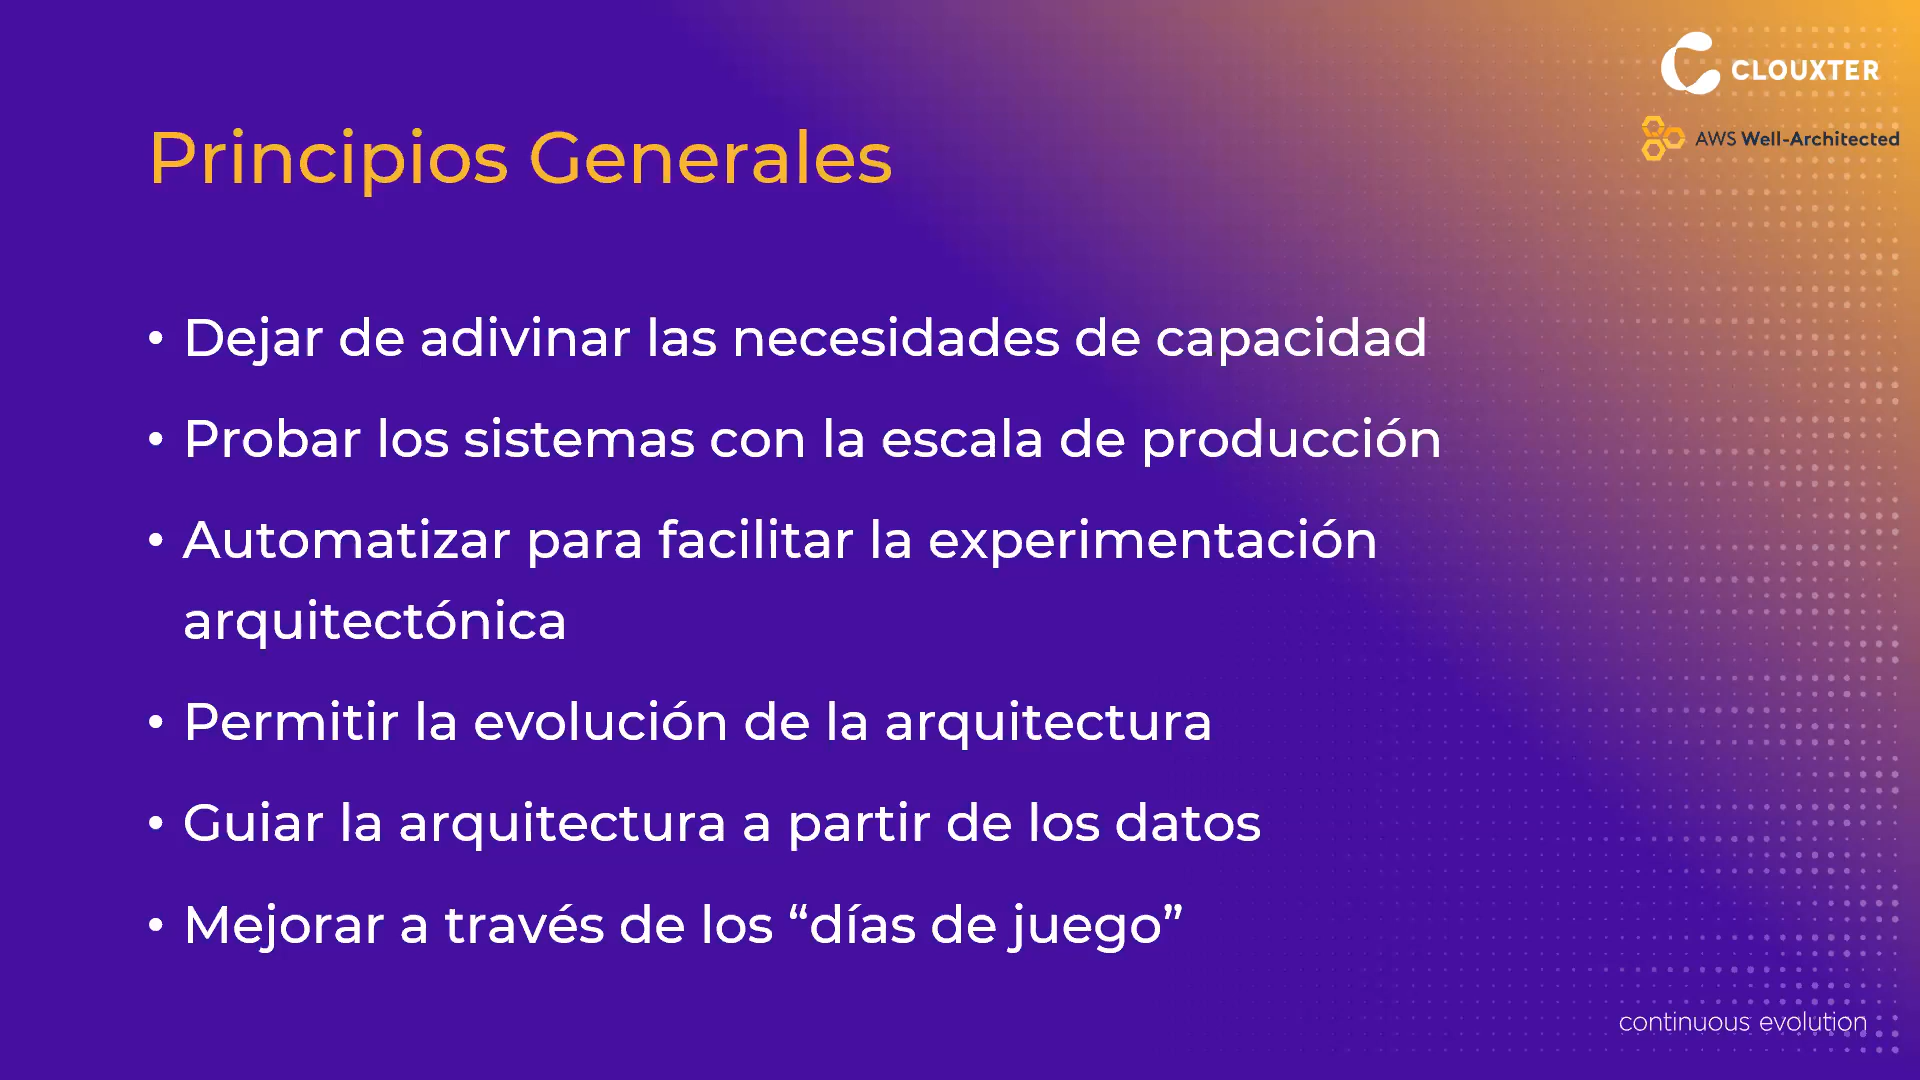 CLOUXTER
AWS Well-Architected
Principios Generales
• Dejar de adivinar las necesidades de capacidad
• Probar los sistemas con la escala de producción
• Automatizar para facilitar la experimentación
arquitectónica
• Permitir la evolución de la arquitectura
• Guiar la arquitectura a partir de los datos
• Mejorar a través de los “días de juego”
continuous evolution